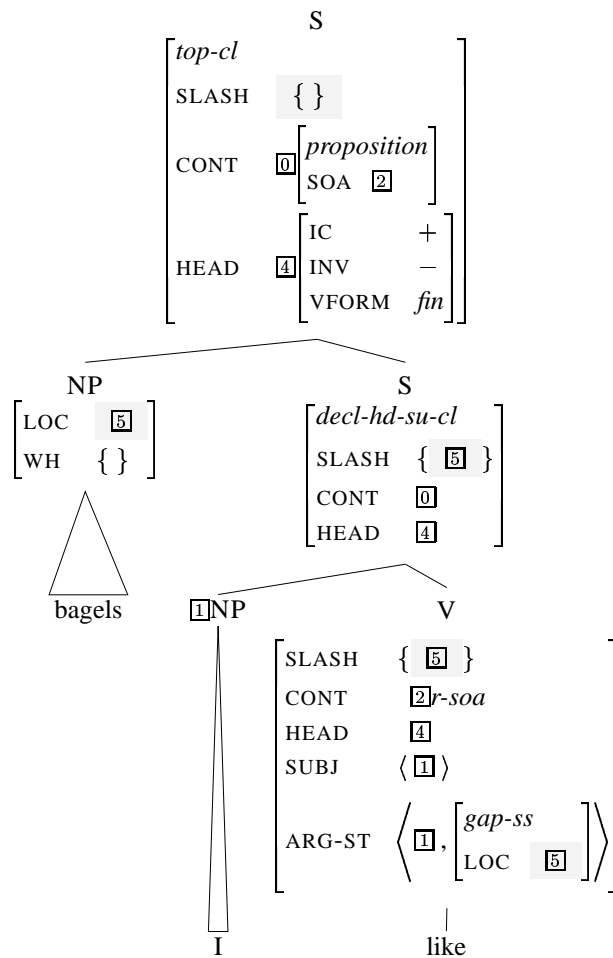 S
top-cl
SLASH { }
CONT 0 proposition
SOA 2
HEAD 4 IC +
INV −
VFORM fin
NP S
LOC 5
WH { }
decl-hd-su-cl
SLASH { 5 }
CONT 0
HEAD 4
bagels
1 NP V
SLASH { 5 }
CONT 2 r-soa
HEAD 4
SUBJ ⟨ 1 ⟩
ARG-ST ⟨ 1 , gap-ss
LOC 5 ⟩
I like